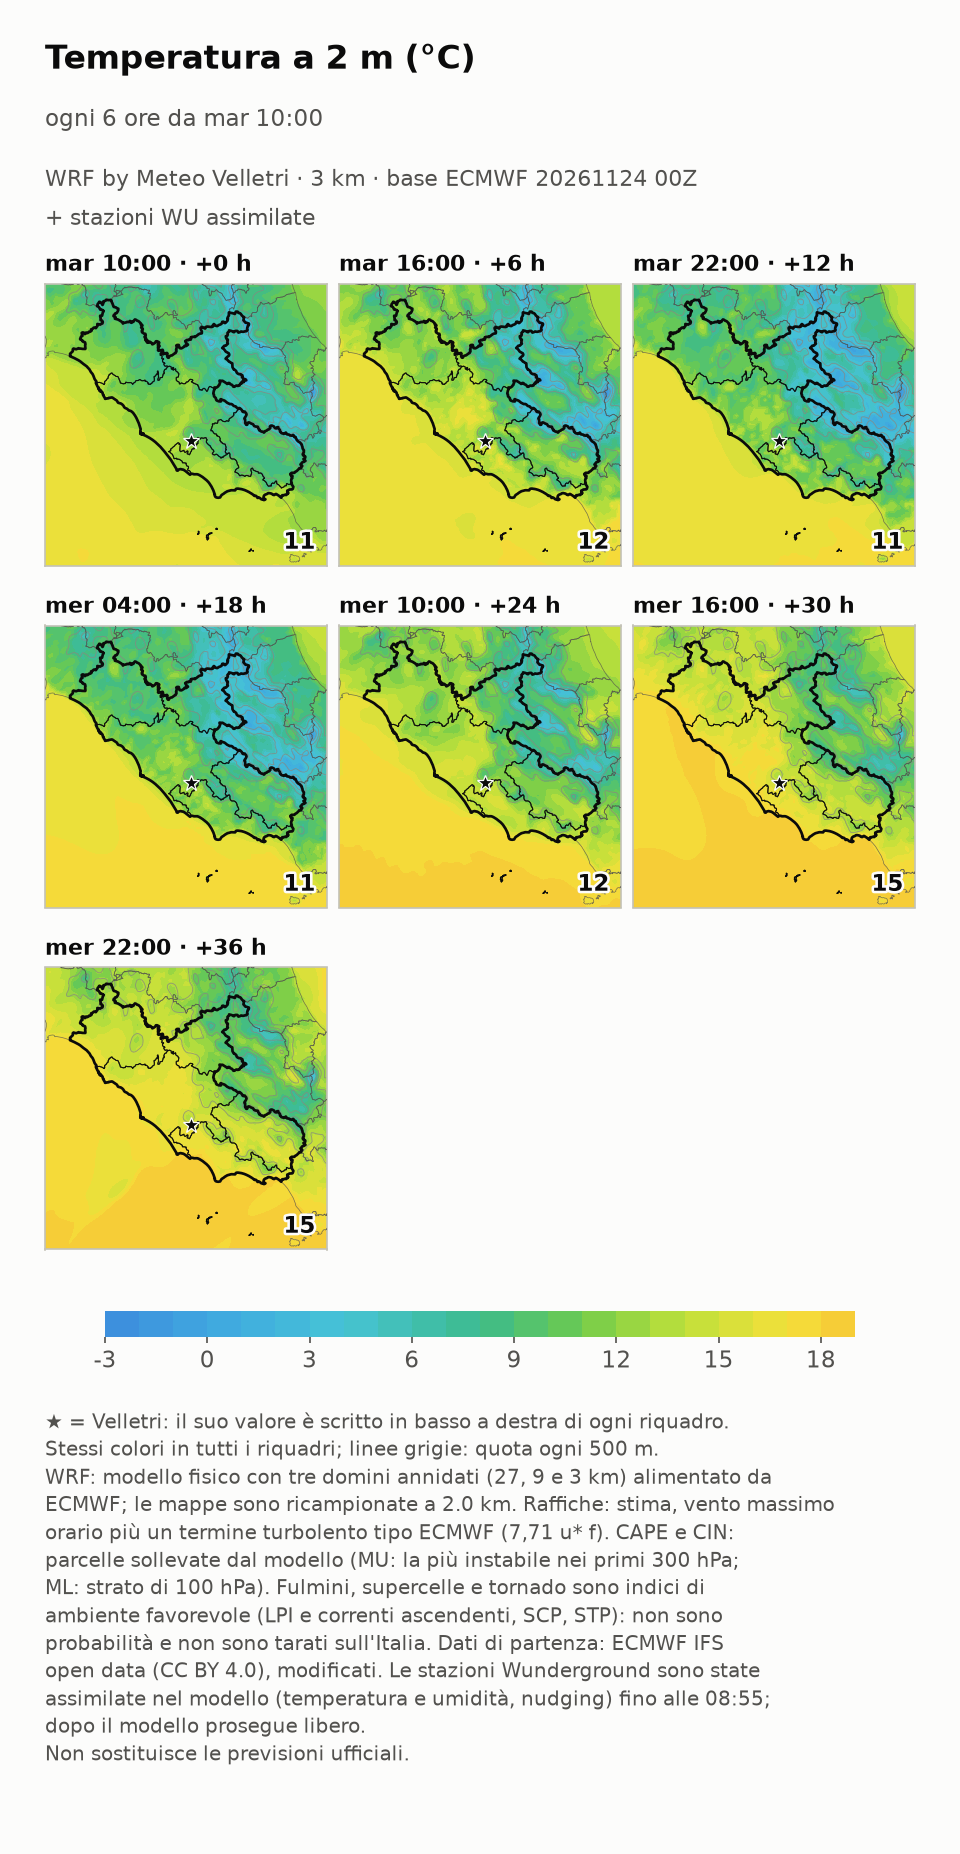 Temperatura a 2 m (°C)
ogni 6 ore da mar 10:00
WRF by Meteo Velletri · 3 km · base ECMWF 20261124 00Z
+ stazioni WU assimilate
mar 10:00 · +0 h
mar 16:00 · +6 h
mar 22:00 · +12 h
11
12
11
mer 04:00 · +18 h
mer 10:00 · +24 h
mer 16:00 · +30 h
11
12
15
mer 22:00 · +36 h
15
-3 0 3 6 9 12 15 18
★ = Velletri: il suo valore è scritto in basso a destra di ogni riquadro.
Stessi colori in tutti i riquadri; linee grigie: quota ogni 500 m.
WRF: modello fisico con tre domini annidati (27, 9 e 3 km) alimentato da
ECMWF; le mappe sono ricampionate a 2.0 km. Raffiche: stima, vento massimo
orario più un termine turbolento tipo ECMWF (7,71 u* f). CAPE e CIN:
parcelle sollevate dal modello (MU: la più instabile nei primi 300 hPa;
ML: strato di 100 hPa). Fulmini, supercelle e tornado sono indici di
ambiente favorevole (LPI e correnti ascendenti, SCP, STP): non sono
probabilità e non sono tarati sull'Italia. Dati di partenza: ECMWF IFS
open data (CC BY 4.0), modificati. Le stazioni Wunderground sono state
assimilate nel modello (temperatura e umidità, nudging) fino alle 08:55;
dopo il modello prosegue libero.
Non sostituisce le previsioni ufficiali.